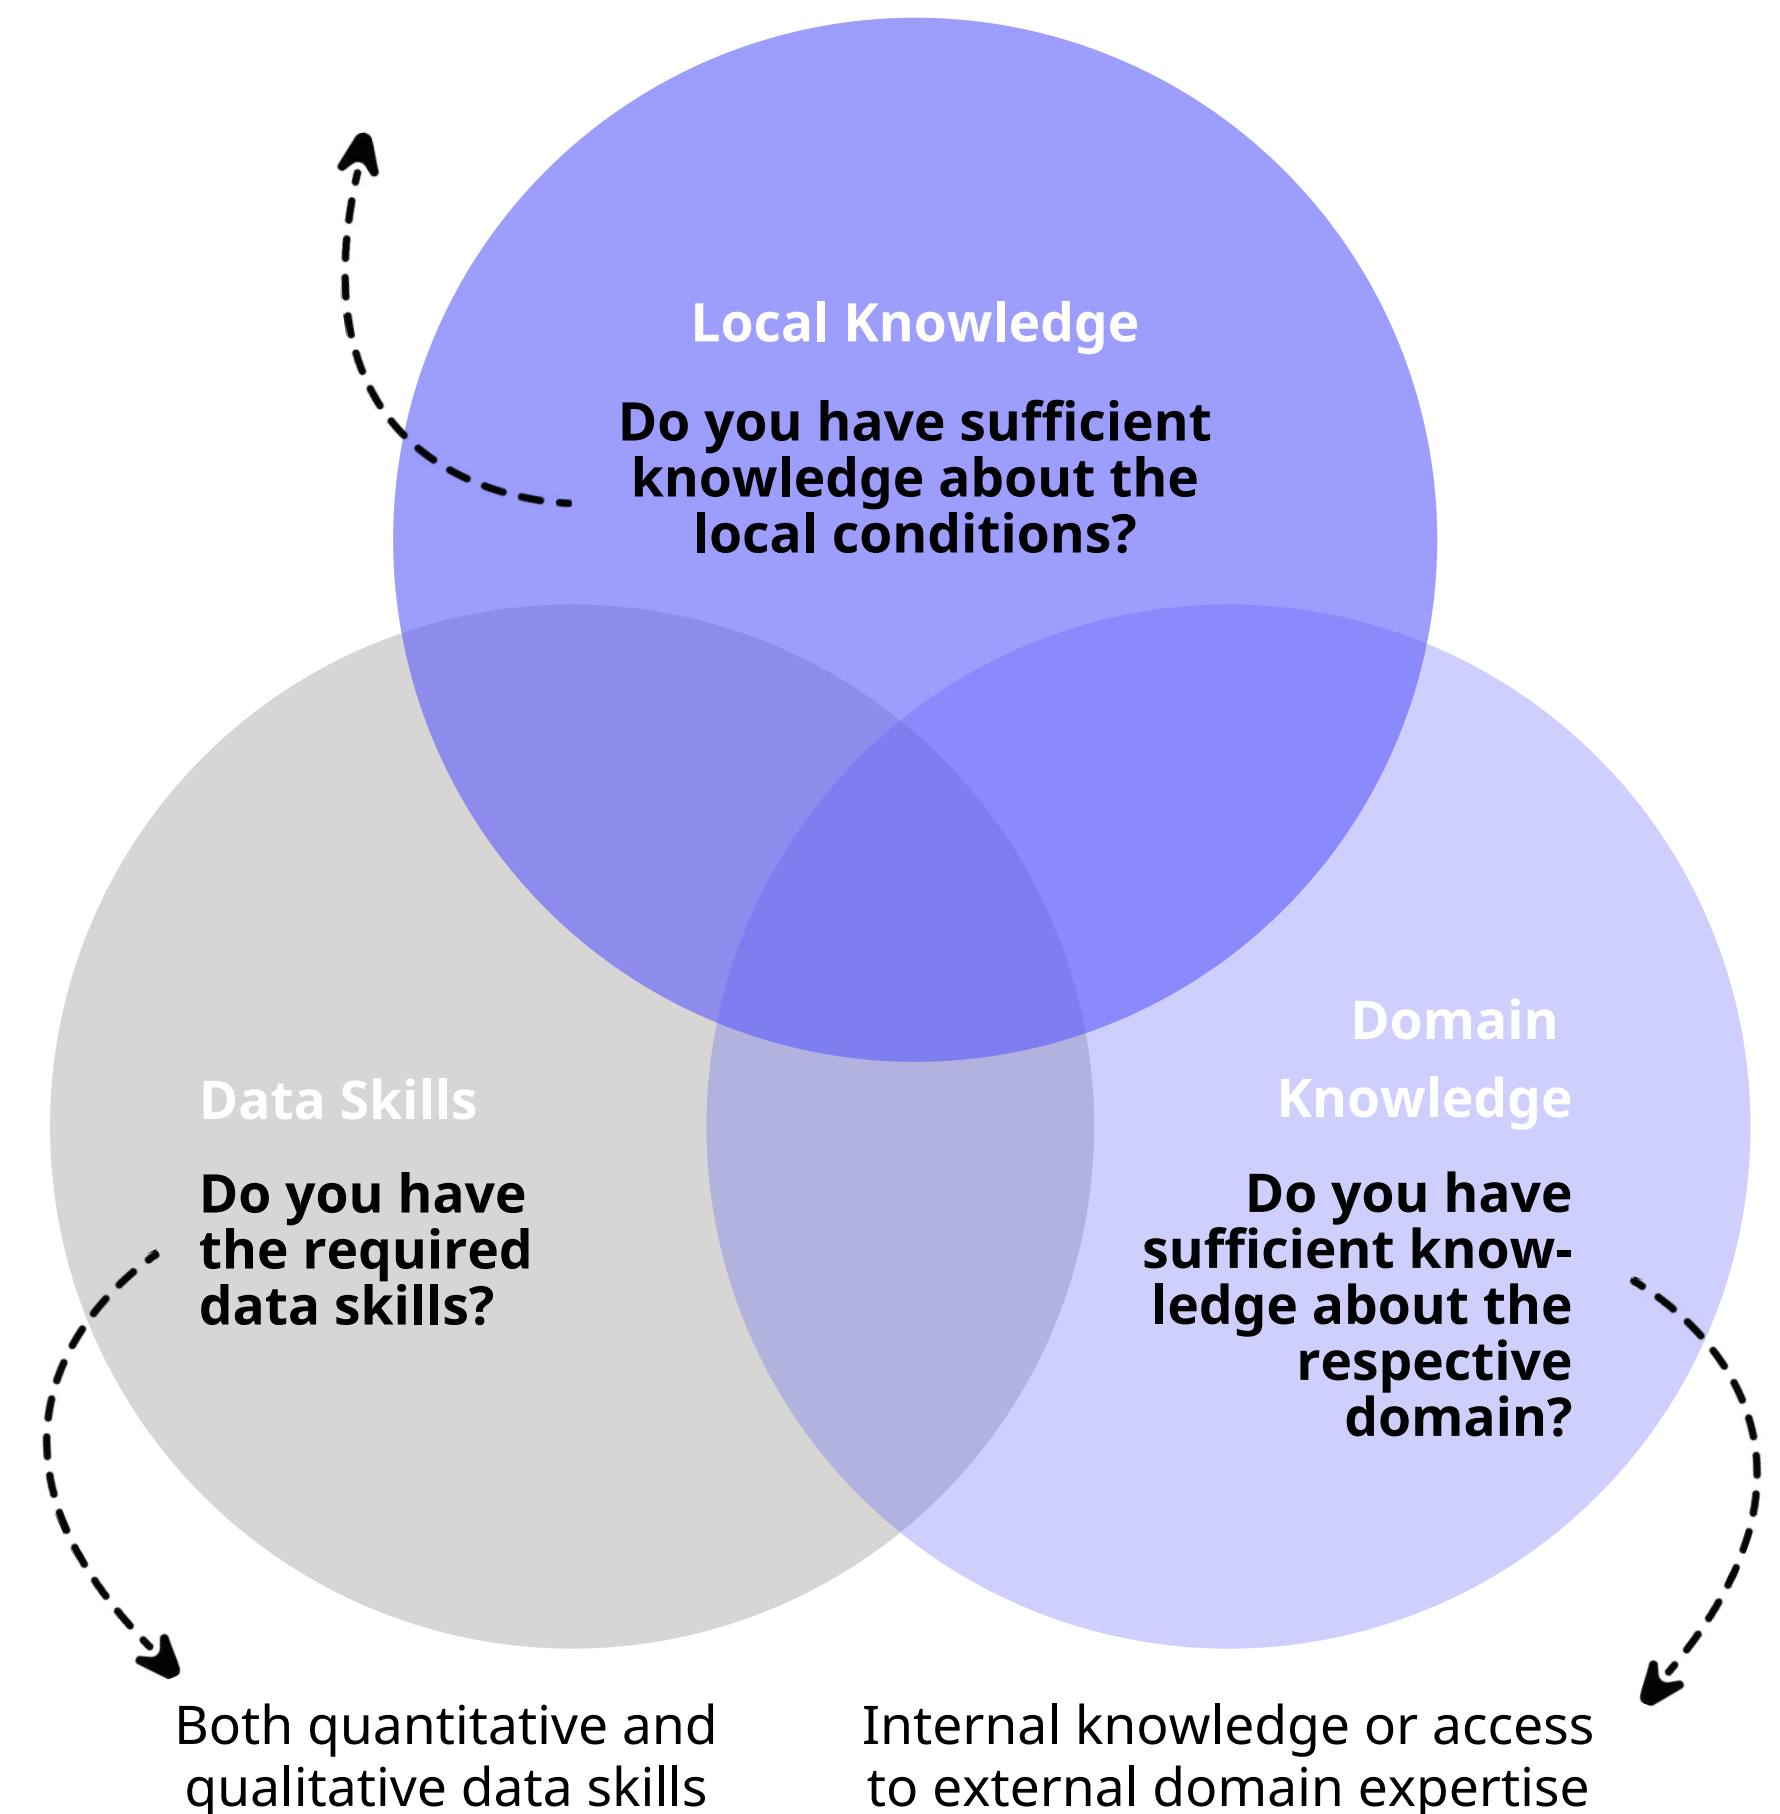 Local Knowledge
Do you have sufficient
knowledge about the
local conditions?
Data Skills
Do you have
the required
data skills?
Domain
Knowledge
Do you have
sufficient know-
ledge about the
respective
domain?
Both quantitative and
qualitative data skills
Internal knowledge or access
to external domain expertise